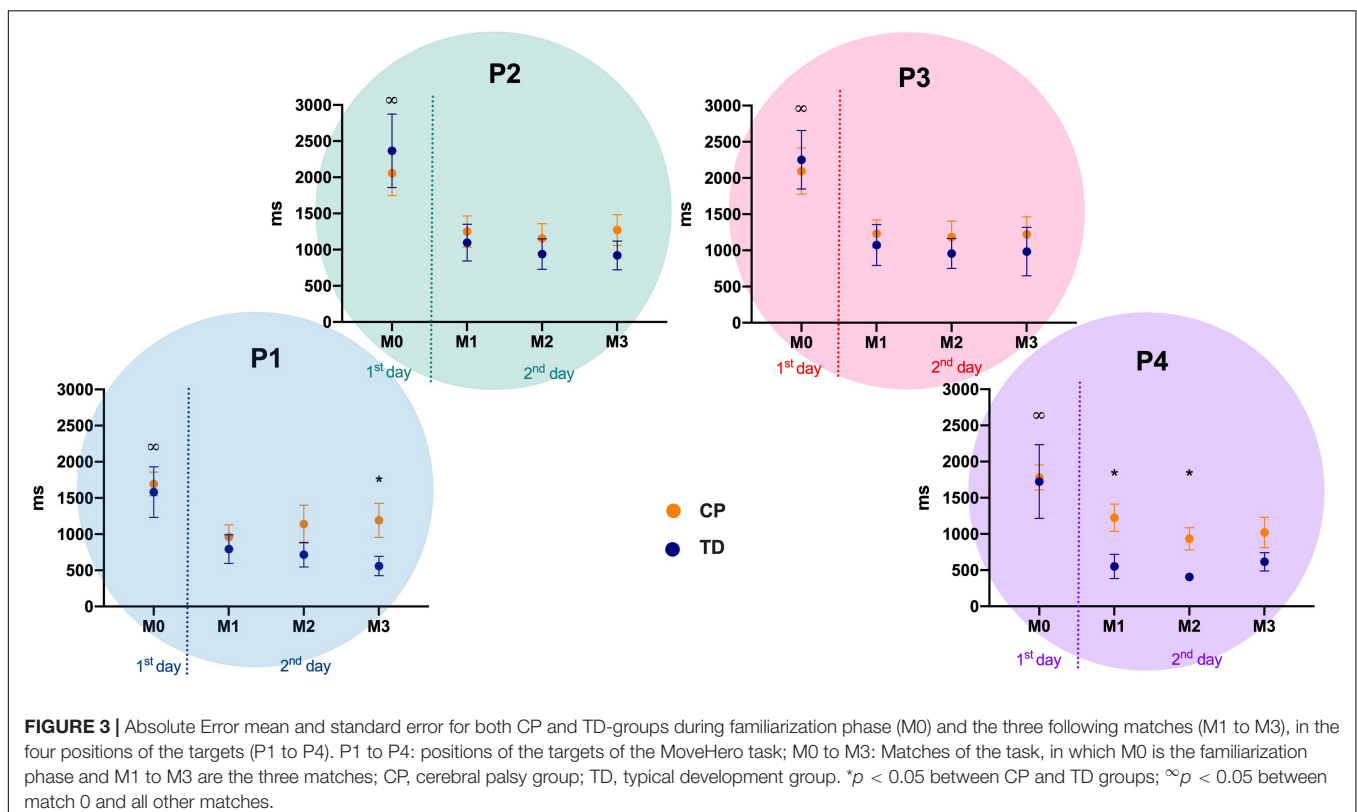 P2
∞
3000
2500
2000
1500
1000
500
0
ms
M0 M1 M2 M3
1st day 2nd day
P3
∞
3000
2500
2000
1500
1000
500
0
ms
M0 M1 M2 M3
1st day 2nd day
P1
∞
*
3000
2500
2000
1500
1000
500
0
ms
M0 M1 M2 M3
1st day 2nd day
CP
TD
P4
∞
* *
3000
2500
2000
1500
1000
500
0
ms
M0 M1 M2 M3
1st day 2nd day
FIGURE 3 | Absolute Error mean and standard error for both CP and TD-groups during familiarization phase (M0) and the three following matches (M1 to M3), in the
four positions of the targets (P1 to P4). P1 to P4: positions of the targets of the MoveHero task; M0 to M3: Matches of the task, in which M0 is the familiarization
phase and M1 to M3 are the three matches; CP, cerebral palsy group; TD, typical development group. *p < 0.05 between CP and TD groups; ∞p < 0.05 between
match 0 and all other matches.